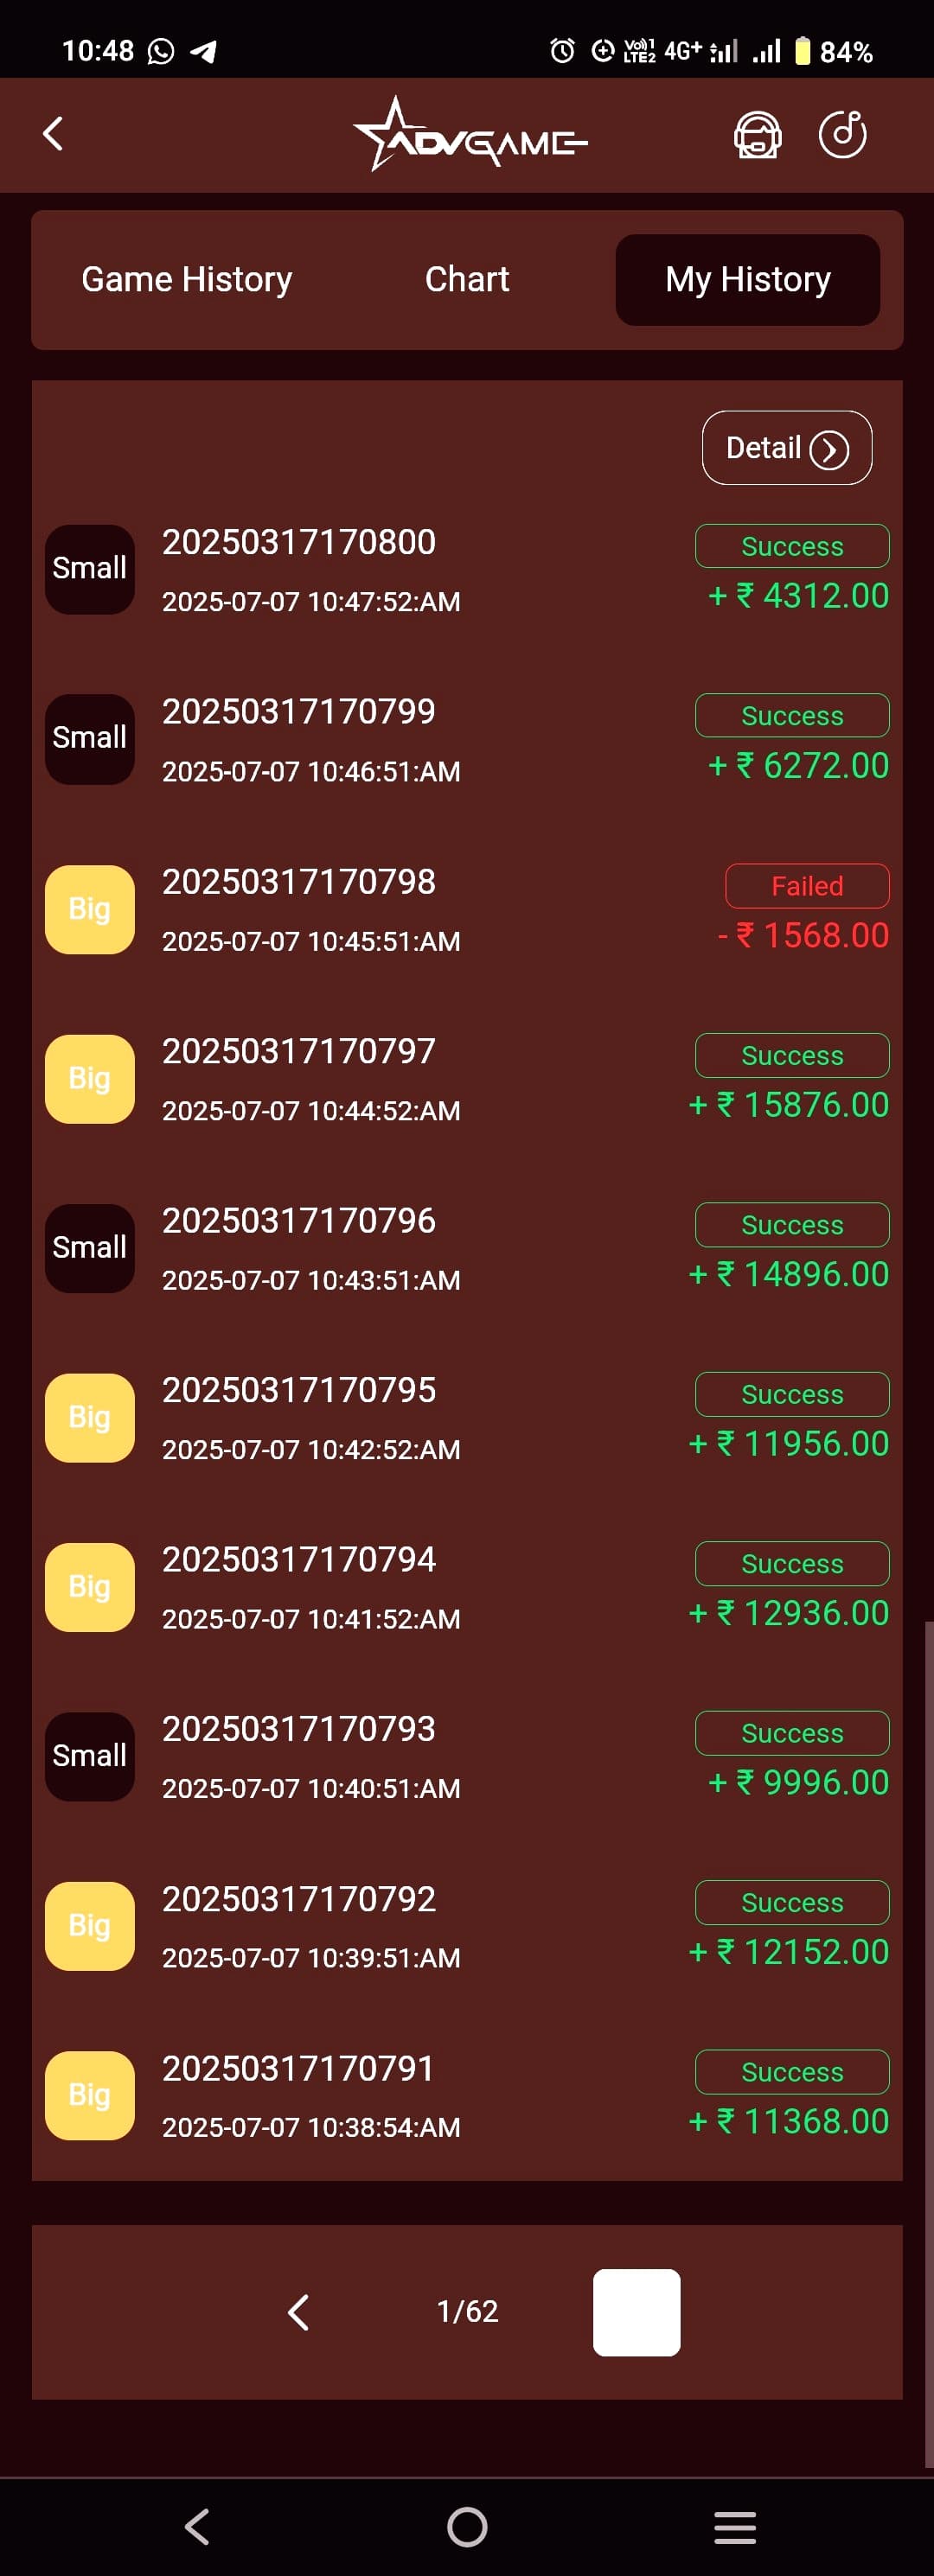 10:48 Vo)) 1 LTE2 4G+ 84%
ADVGAME
Game History Chart My History
Detail
Small 20250317170800 Success
2025-07-07 10:47:52:AM + ₹ 4312.00
Small 20250317170799 Success
2025-07-07 10:46:51:AM + ₹ 6272.00
Big 20250317170798 Failed
2025-07-07 10:45:51:AM - ₹ 1568.00
Big 20250317170797 Success
2025-07-07 10:44:52:AM + ₹ 15876.00
Small 20250317170796 Success
2025-07-07 10:43:51:AM + ₹ 14896.00
Big 20250317170795 Success
2025-07-07 10:42:52:AM + ₹ 11956.00
Big 20250317170794 Success
2025-07-07 10:41:52:AM + ₹ 12936.00
Small 20250317170793 Success
2025-07-07 10:40:51:AM + ₹ 9996.00
Big 20250317170792 Success
2025-07-07 10:39:51:AM + ₹ 12152.00
Big 20250317170791 Success
2025-07-07 10:38:54:AM + ₹ 11368.00
1/62